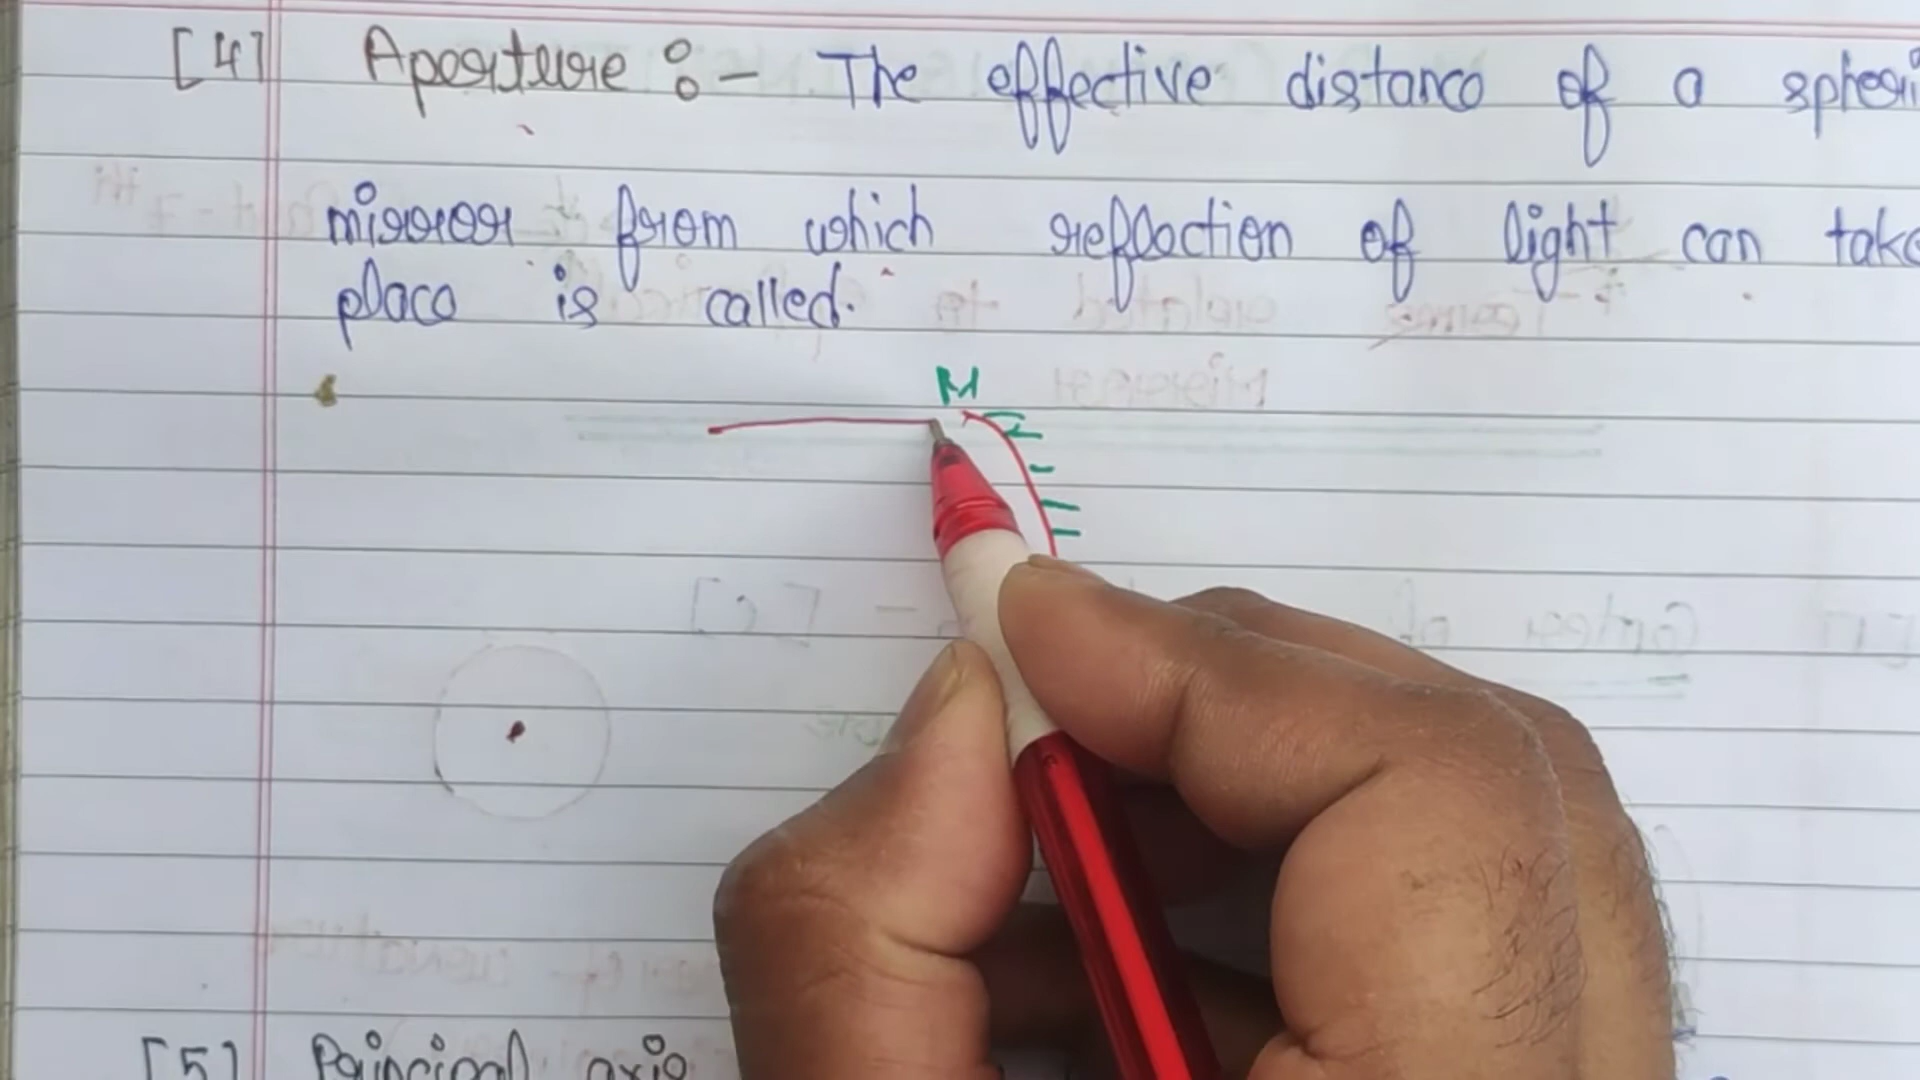 [4] Aperture :- The effective distance of a spheri
mirror from which reflection of light can take
place is called.
M
[5] Principal axis